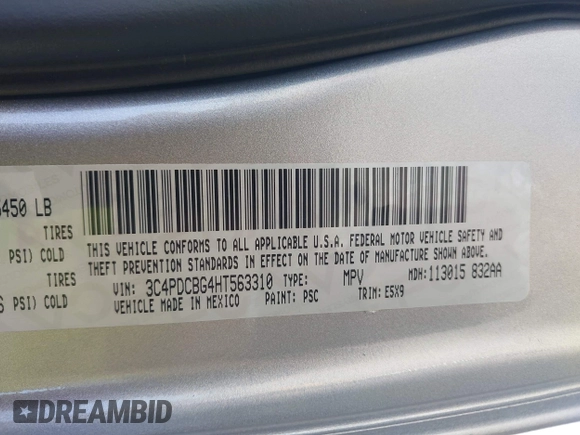 5450 LB
TIRES
PSI) COLD
TIRES
PSI) COLD
THIS VEHICLE CONFORMS TO ALL APPLICABLE U.S.A. FEDERAL MOTOR VEHICLE SAFETY AND
THEFT PREVENTION STANDARDS IN EFFECT ON THE DATE OF MANUFACTURE SHOWN ABOVE.
VIN: 3C4PDCBG4HT563310 TYPE: MPV MDH: 113015 832AA
VEHICLE MADE IN MEXICO PAINT: PSC TRIM: E5X9
DREAMBID